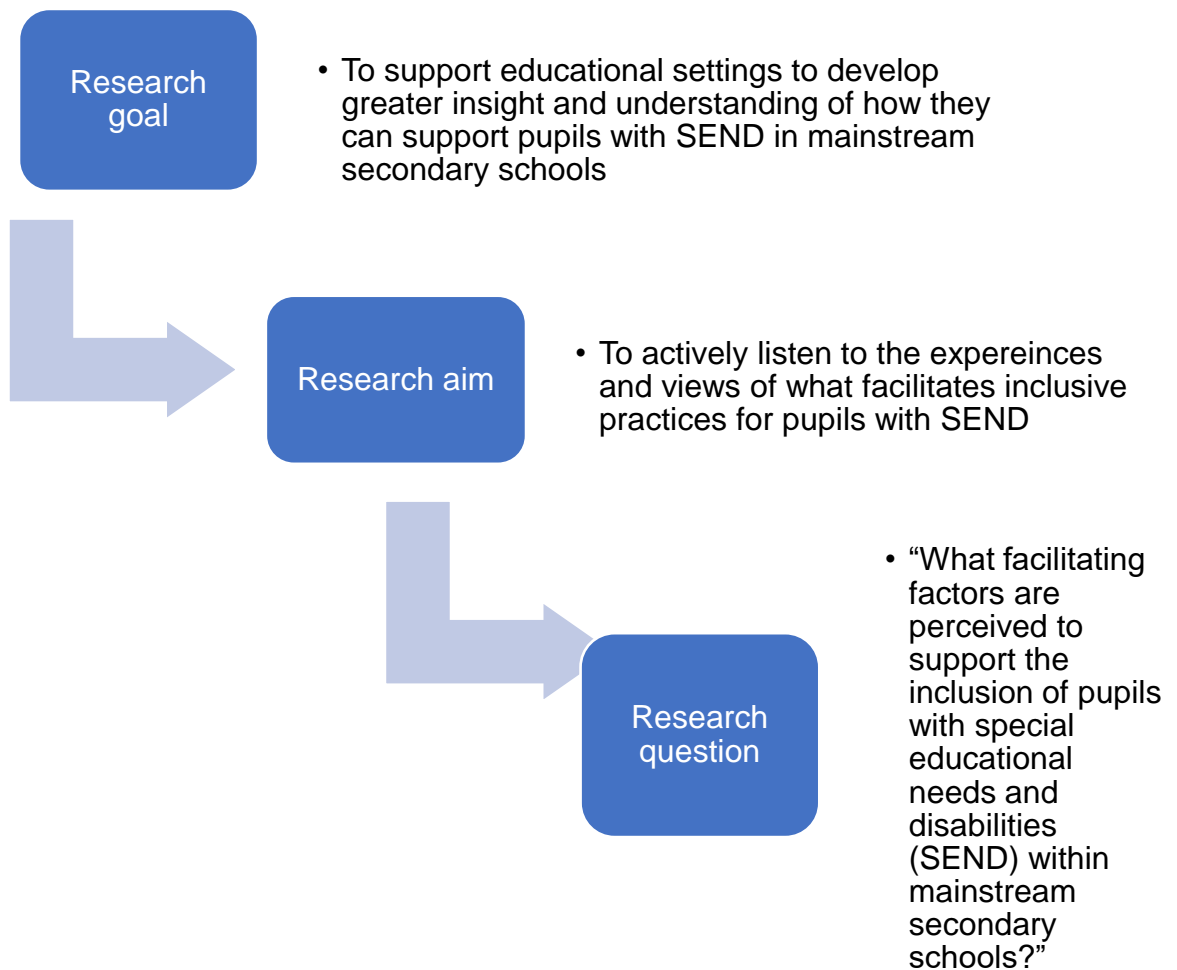 Research
goal
• To support educational settings to develop
greater insight and understanding of how they
can support pupils with SEND in mainstream
secondary schools
Research aim
• To actively listen to the expereinces
and views of what facilitates inclusive
practices for pupils with SEND
Research
question
• “What facilitating
factors are
perceived to
support the
inclusion of pupils
with special
educational
needs and
disabilities
(SEND) within
mainstream
secondary
schools?”